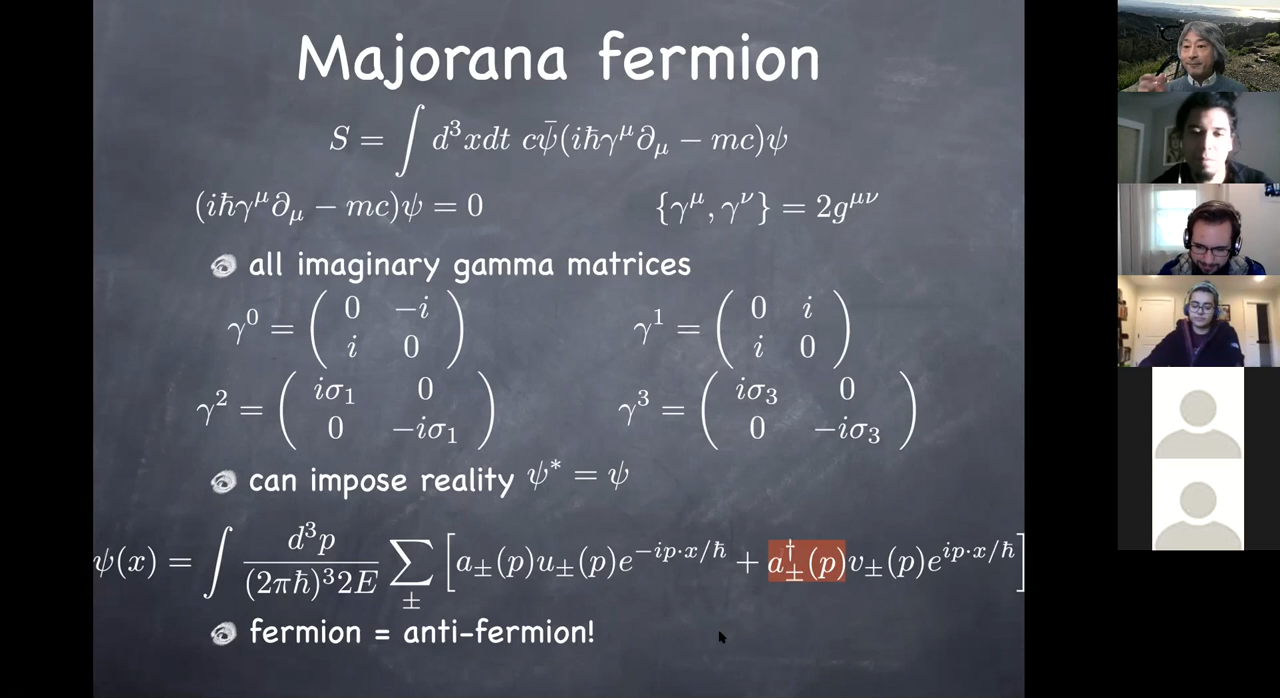 Majorana fermion
S = ∫ d³xdt cψ̄(iħγ^μ∂_μ − mc)ψ
(iħγ^μ∂_μ − mc)ψ = 0    {γ^μ, γ^ν} = 2g^{μν}
all imaginary gamma matrices
γ⁰ = ( 0 −i ; i 0 )    γ¹ = ( 0 i ; i 0 )
γ² = ( iσ₁ 0 ; 0 −iσ₁ )    γ³ = ( iσ₃ 0 ; 0 −iσ₃ )
can impose reality ψ* = ψ
ψ(x) = ∫ d³p/((2πħ)³2E) ∑_± [a_±(p)u_±(p)e^{−ip·x/ħ} + a†_±(p)v_±(p)e^{ip·x/ħ}]
fermion = anti-fermion!